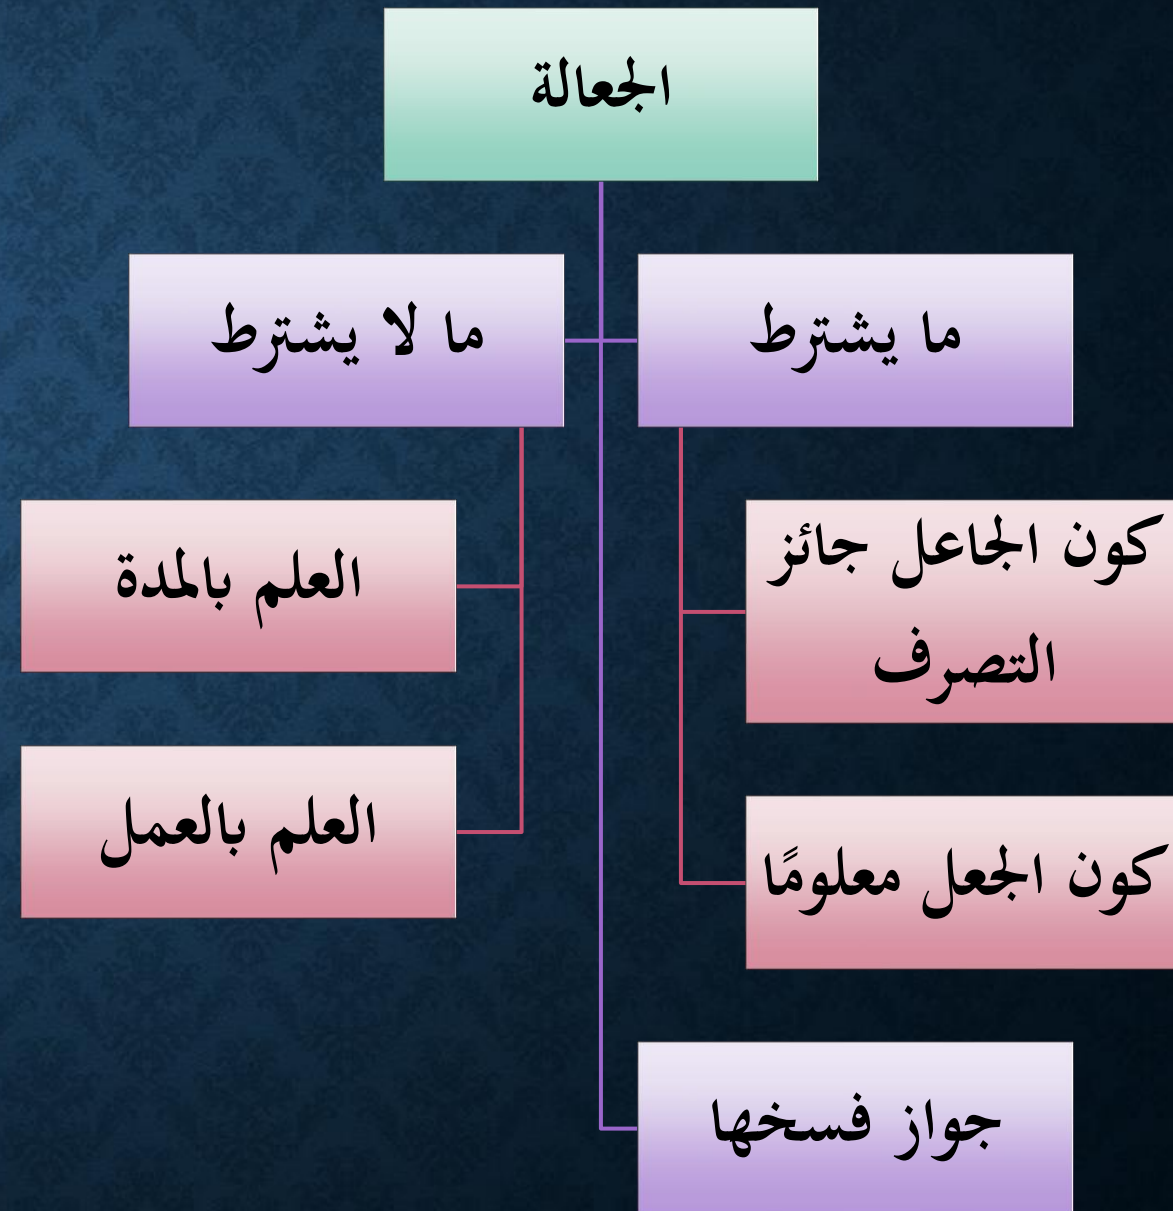 الجعالة
ما يشترط
ما لا يشترط
كون الجاعل جائز
التصرف
كون الجعل معلومًا
العلم بالمدة
العلم بالعمل
جواز فسخها